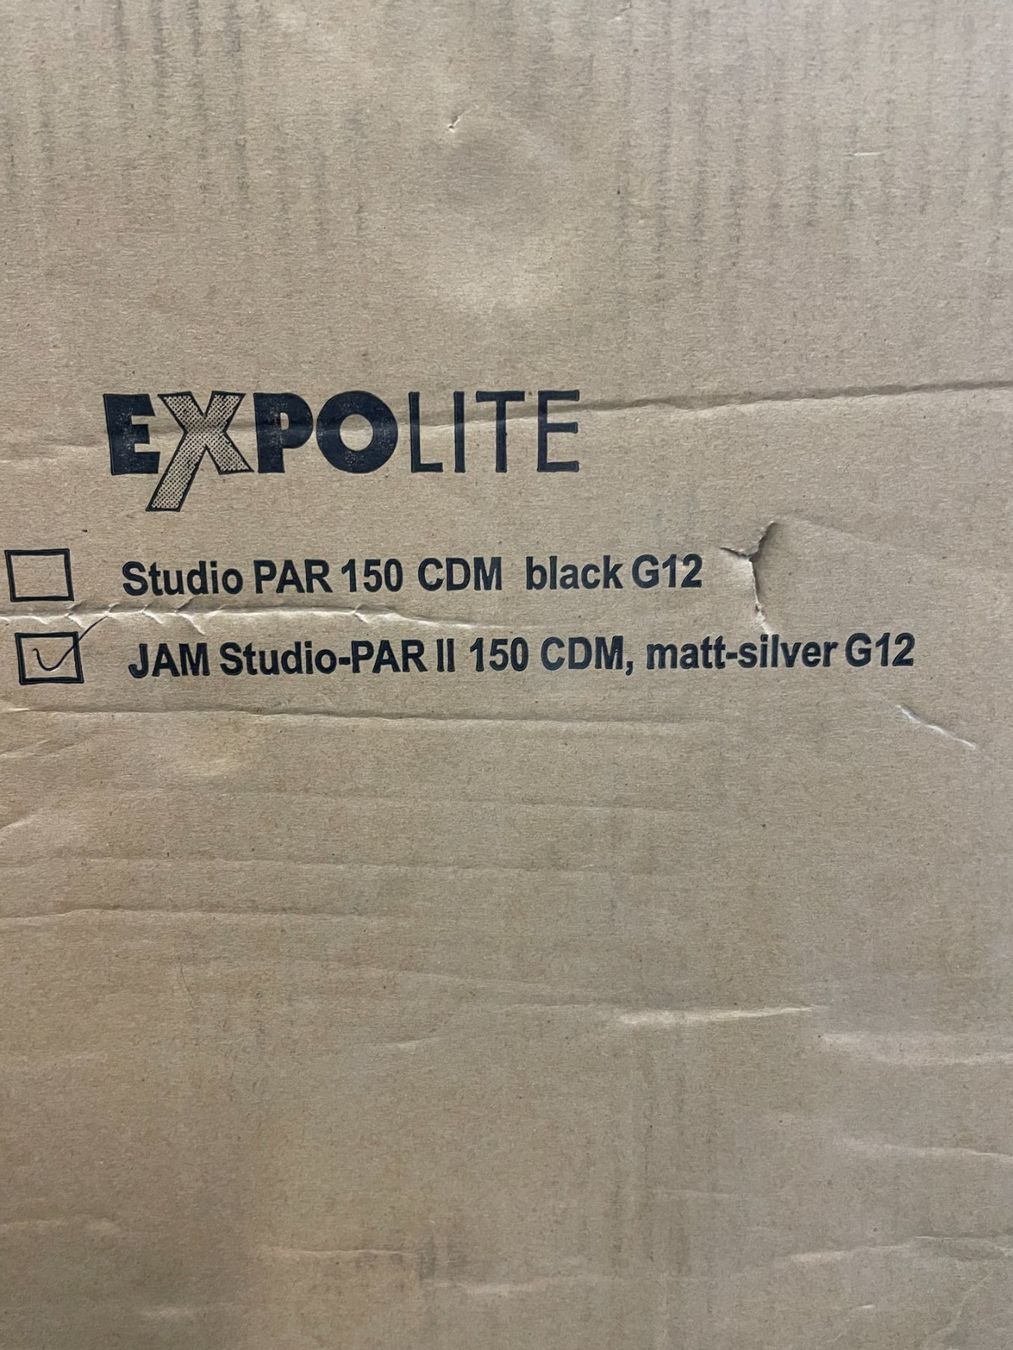 EXPOLITE
Studio PAR 150 CDM black G12
JAM Studio-PAR II 150 CDM, matt-silver G12